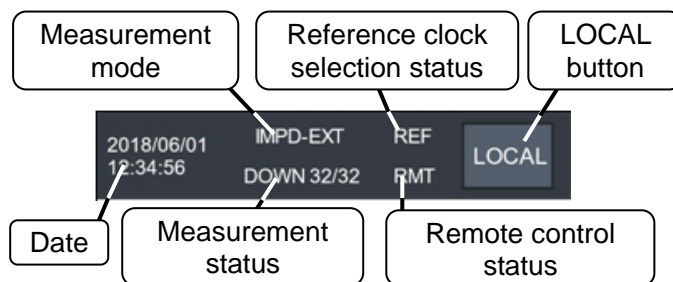 Measurement
mode
Reference clock
selection status
LOCAL
button
2018/06/01
12:34:56
IMPD-EXT
REF
DOWN 32/32
RMT
LOCAL
Date
Measurement
status
Remote control
status